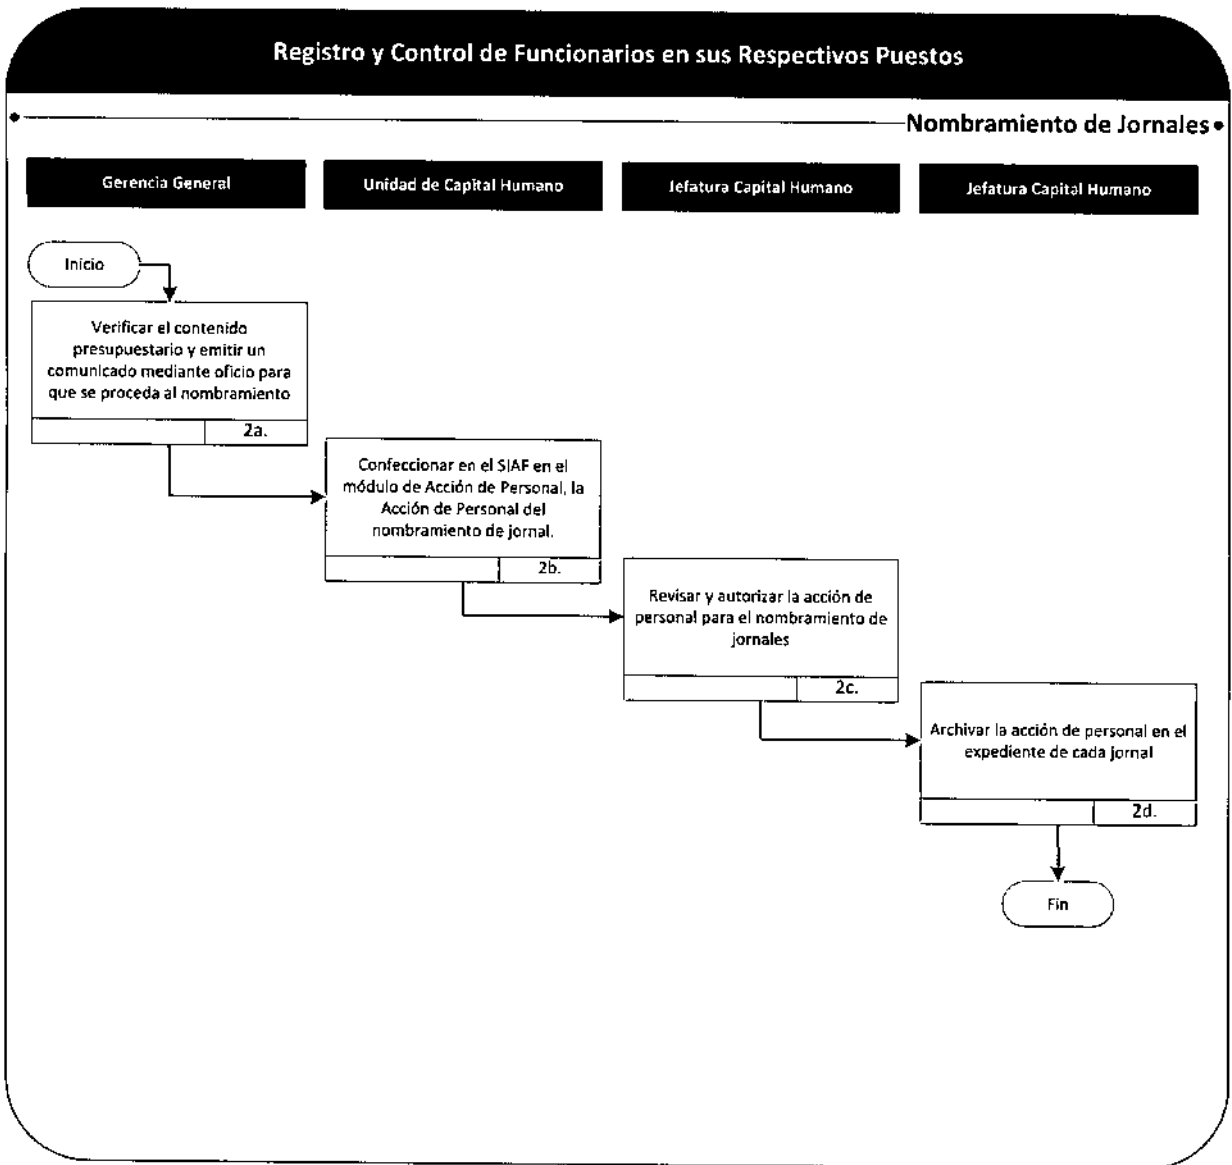 Registro y Control de Funcionarios en sus Respectivos Puestos
Nombramiento de Jornales
Gerencia General
Unidad de Capital Humano
Jefatura Capital Humano
Jefatura Capital Humano
Inicio
Verificar el contenido
presupuestario y emitir un
comunicado mediante oficio para
que se proceda al nombramiento
2a.
Confeccionar en el SIAF en el
módulo de Acción de Personal, la
Acción de Personal del
nombramiento de jornal.
2b.
Revisar y autorizar la acción de
personal para el nombramiento de
jornales
2c.
Archivar la acción de personal en el
expediente de cada jornal
2d.
Fin